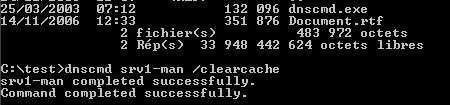 25/03/2003 07:12 132 096 dnscmd.exe
14/11/2006 12:33 351 876 Document.rtf
2 fichier(s) 483 972 octets
2 Rép(s) 33 948 442 624 octets libres
C:\test>dnscmd srv1-man /clearcache
srv1-man completed successfully.
Command completed successfully.